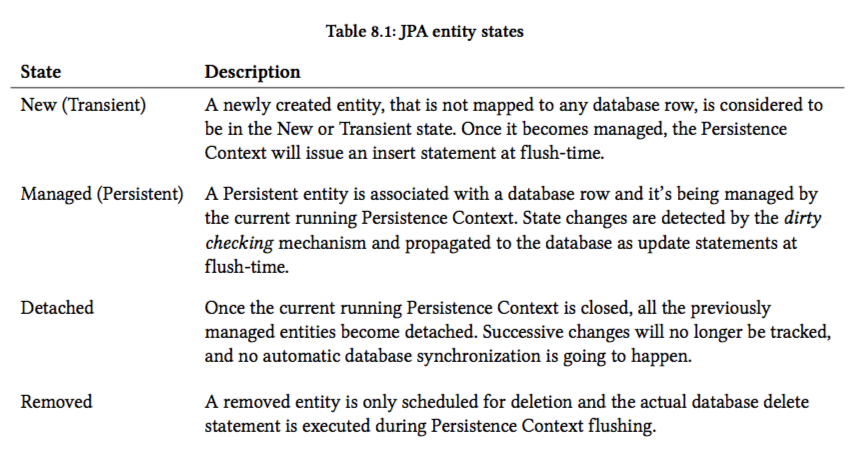 Table 8.1: JPA entity states
State Description
New (Transient) A newly created entity, that is not mapped to any database row, is considered to
be in the New or Transient state. Once it becomes managed, the Persistence
Context will issue an insert statement at flush-time.
Managed (Persistent) A Persistent entity is associated with a database row and it’s being managed by
the current running Persistence Context. State changes are detected by the dirty
checking mechanism and propagated to the database as update statements at
flush-time.
Detached Once the current running Persistence Context is closed, all the previously
managed entities become detached. Successive changes will no longer be tracked,
and no automatic database synchronization is going to happen.
Removed A removed entity is only scheduled for deletion and the actual database delete
statement is executed during Persistence Context flushing.